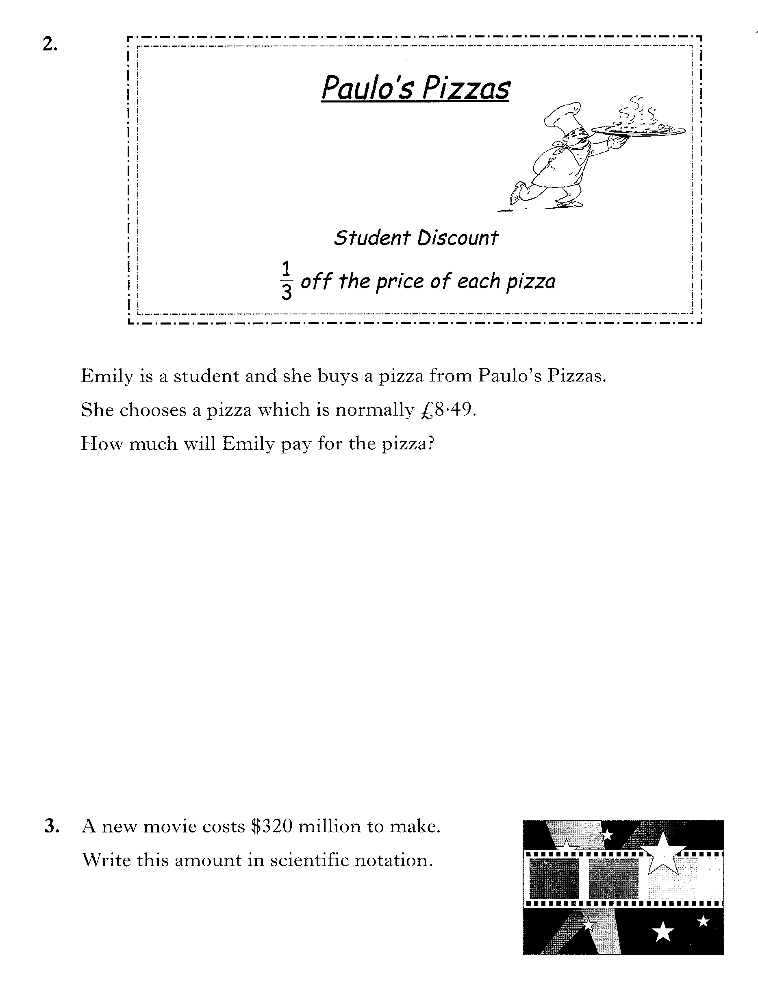 2.
Paulo's Pizzas
Student Discount
1/3 off the price of each pizza
Emily is a student and she buys a pizza from Paulo's Pizzas.
She chooses a pizza which is normally £8·49.
How much will Emily pay for the pizza?
3. A new movie costs $320 million to make.
Write this amount in scientific notation.